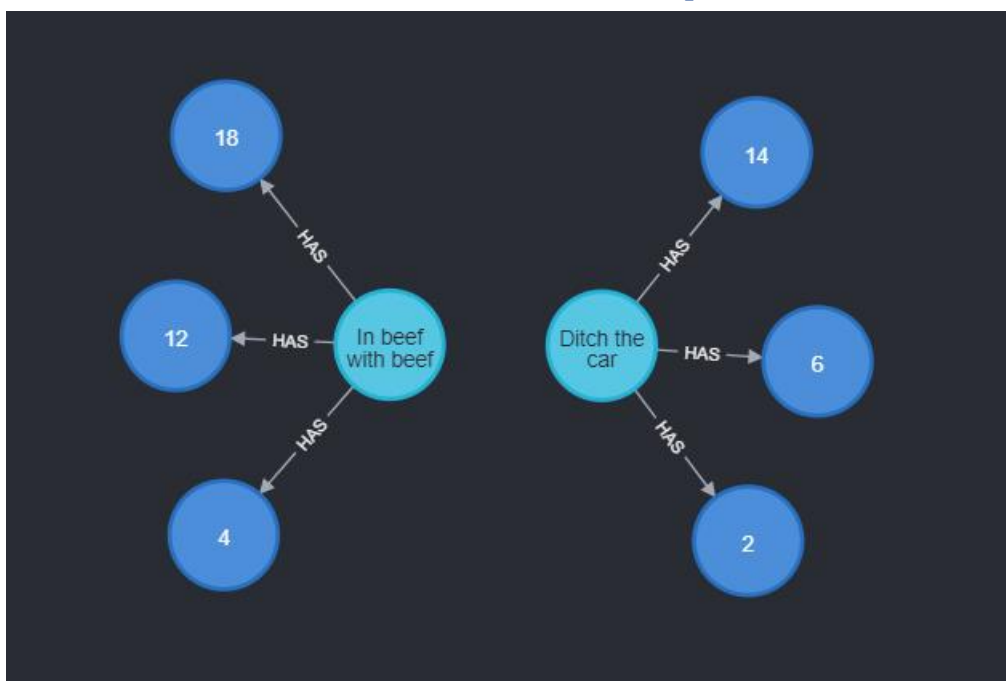 18
HAS
12
HAS
In beef
with beef
HAS
4
14
HAS
Ditch the
car
HAS
6
HAS
2